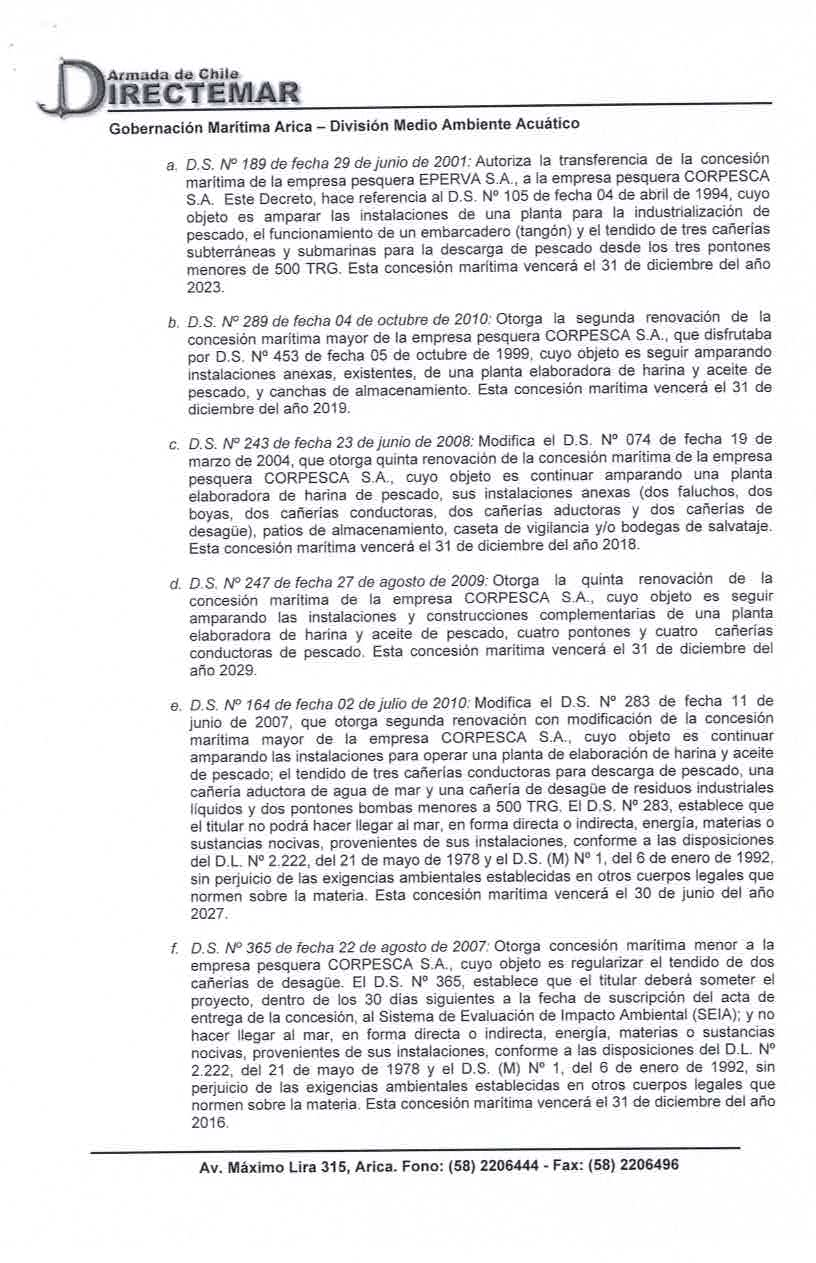 Armada de Chile
DIRECTEMAR
Gobernación Marítima Arica – División Medio Ambiente Acuático
a. D.S. Nº 189 de fecha 29 de junio de 2001: Autoriza la transferencia de la concesión
marítima de la empresa pesquera EPERVA S.A., a la empresa pesquera CORPESCA
S.A. Este Decreto, hace referencia al D.S. Nº 105 de fecha 04 de abril de 1994, cuyo
objeto es amparar las instalaciones de una planta para la industrialización de
pescado, el funcionamiento de un embarcadero (tangón) y el tendido de tres cañerías
subterráneas y submarinas para la descarga de pescado desde los tres pontones
menores de 500 TRG. Esta concesión marítima vencerá el 31 de diciembre del año
2023.
b. D.S. Nº 289 de fecha 04 de octubre de 2010: Otorga la segunda renovación de la
concesión marítima mayor de la empresa pesquera CORPESCA S.A., que disfrutaba
por D.S. Nº 453 de fecha 05 de octubre de 1999, cuyo objeto es seguir amparando
instalaciones anexas, existentes, de una planta elaboradora de harina y aceite de
pescado, y canchas de almacenamiento. Esta concesión marítima vencerá el 31 de
diciembre del año 2019.
c. D.S. Nº 243 de fecha 23 de junio de 2008: Modifica el D.S. Nº 074 de fecha 19 de
marzo de 2004, que otorga quinta renovación de la concesión marítima de la empresa
pesquera CORPESCA S.A., cuyo objeto es continuar amparando una planta
elaboradora de harina de pescado, sus instalaciones anexas (dos faluchos, dos
boyas, dos cañerías conductoras, dos cañerías aductoras y dos cañerías de
desagüe), patios de almacenamiento, caseta de vigilancia y/o bodegas de salvataje.
Esta concesión marítima vencerá el 31 de diciembre del año 2018.
d. D.S. Nº 247 de fecha 27 de agosto de 2009: Otorga la quinta renovación de la
concesión marítima de la empresa CORPESCA S.A., cuyo objeto es seguir
amparando las instalaciones y construcciones complementarias de una planta
elaboradora de harina y aceite de pescado, cuatro pontones y cuatro cañerías
conductoras de pescado. Esta concesión marítima vencerá el 31 de diciembre del
año 2029.
e. D.S. Nº 164 de fecha 02 de julio de 2010: Modifica el D.S. Nº 283 de fecha 11 de
junio de 2007, que otorga segunda renovación con modificación de la concesión
marítima mayor de la empresa CORPESCA S.A., cuyo objeto es continuar
amparando las instalaciones para operar una planta de elaboración de harina y aceite
de pescado; el tendido de tres cañerías conductoras para descarga de pescado, una
cañería aductora de agua de mar y una cañería de desagüe de residuos industriales
líquidos y dos pontones bombas menores a 500 TRG. El D.S. Nº 283, establece que
el titular no podrá hacer llegar al mar, en forma directa o indirecta, energía, materias o
sustancias nocivas, provenientes de sus instalaciones, conforme a las disposiciones
del D.L. Nº 2.222, del 21 de mayo de 1978 y el D.S. (M) Nº 1, del 6 de enero de 1992,
sin perjuicio de las exigencias ambientales establecidas en otros cuerpos legales que
normen sobre la materia. Esta concesión marítima vencerá el 30 de junio del año
2027.
f. D.S. Nº 365 de fecha 22 de agosto de 2007: Otorga concesión marítima menor a la
empresa pesquera CORPESCA S.A., cuyo objeto es regularizar el tendido de dos
cañerías de desagüe. El D.S. Nº 365, establece que el titular deberá someter el
proyecto, dentro de los 30 días siguientes a la fecha de suscripción del acta de
entrega de la concesión, al Sistema de Evaluación de Impacto Ambiental (SEIA); y no
hacer llegar al mar, en forma directa o indirecta, energía, materias o sustancias
nocivas, provenientes de sus instalaciones, conforme a las disposiciones del D.L. Nº
2.222, del 21 de mayo de 1978 y el D.S. (M) Nº 1, del 6 de enero de 1992, sin
perjuicio de las exigencias ambientales establecidas en otros cuerpos legales que
normen sobre la materia. Esta concesión marítima vencerá el 31 de diciembre del año
2016.
Av. Máximo Lira 315, Arica. Fono: (58) 2206444 - Fax: (58) 2206496